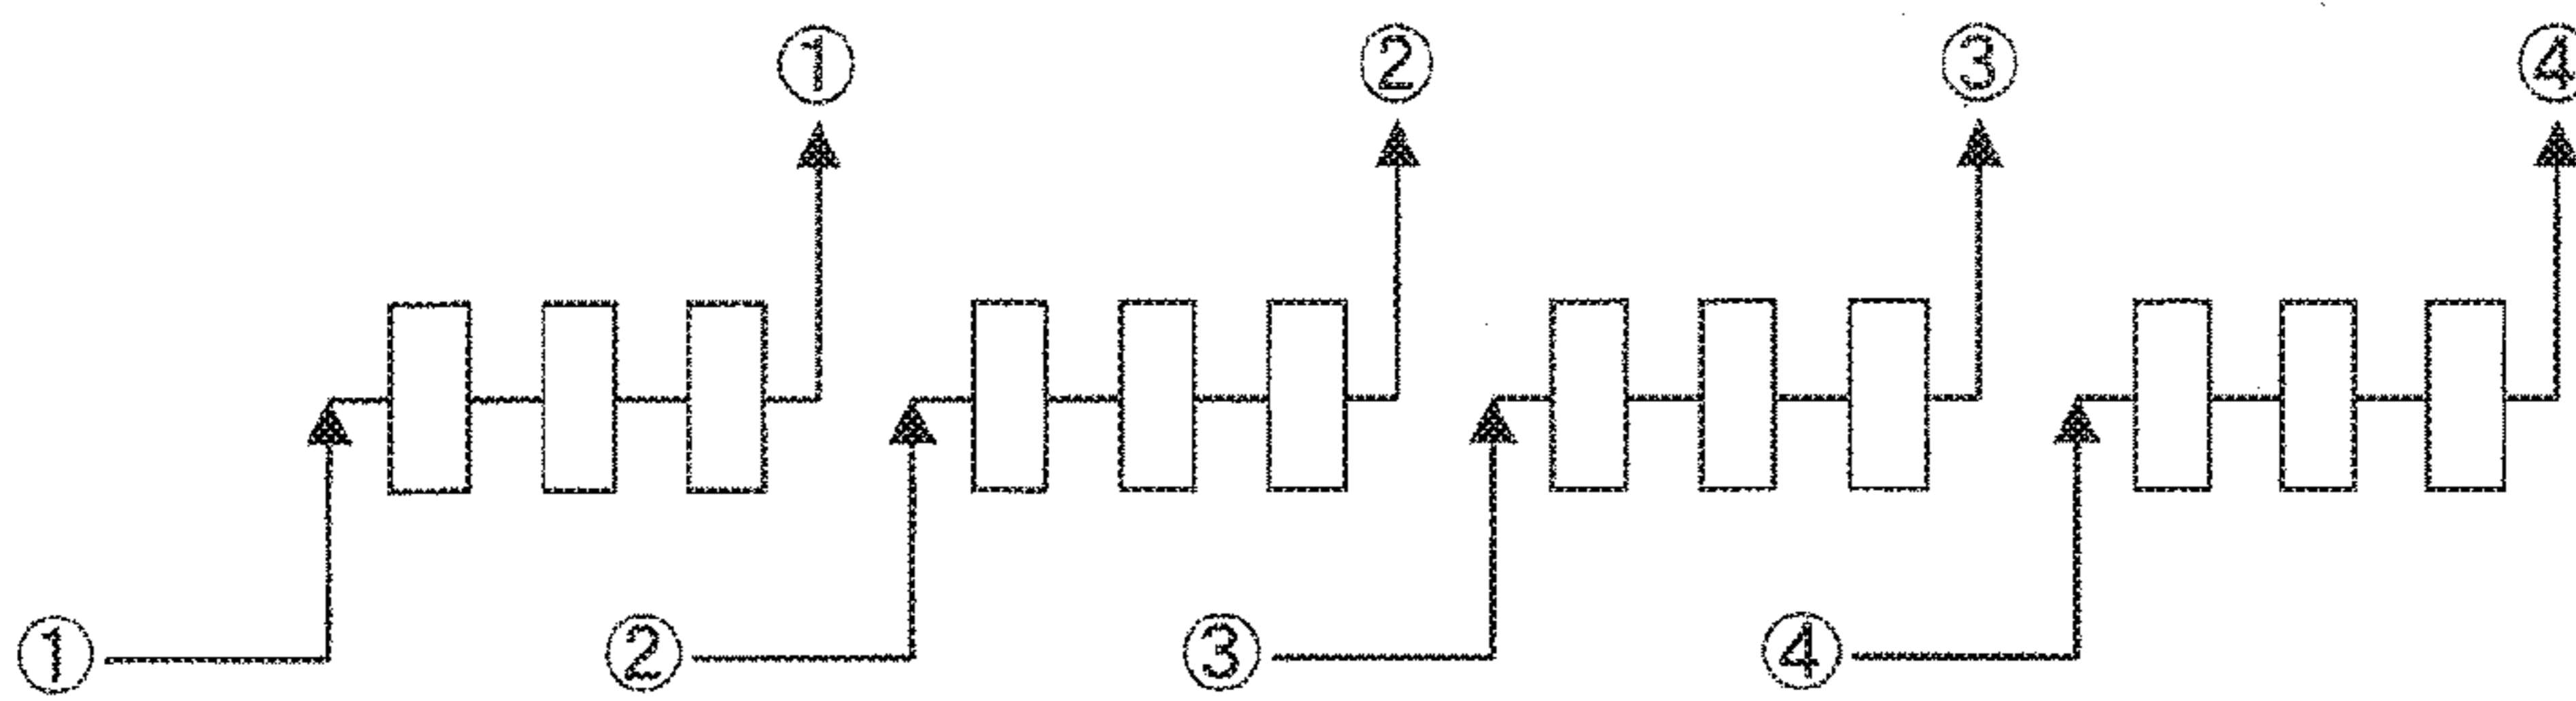 ① ② ③ ④
① ② ③ ④